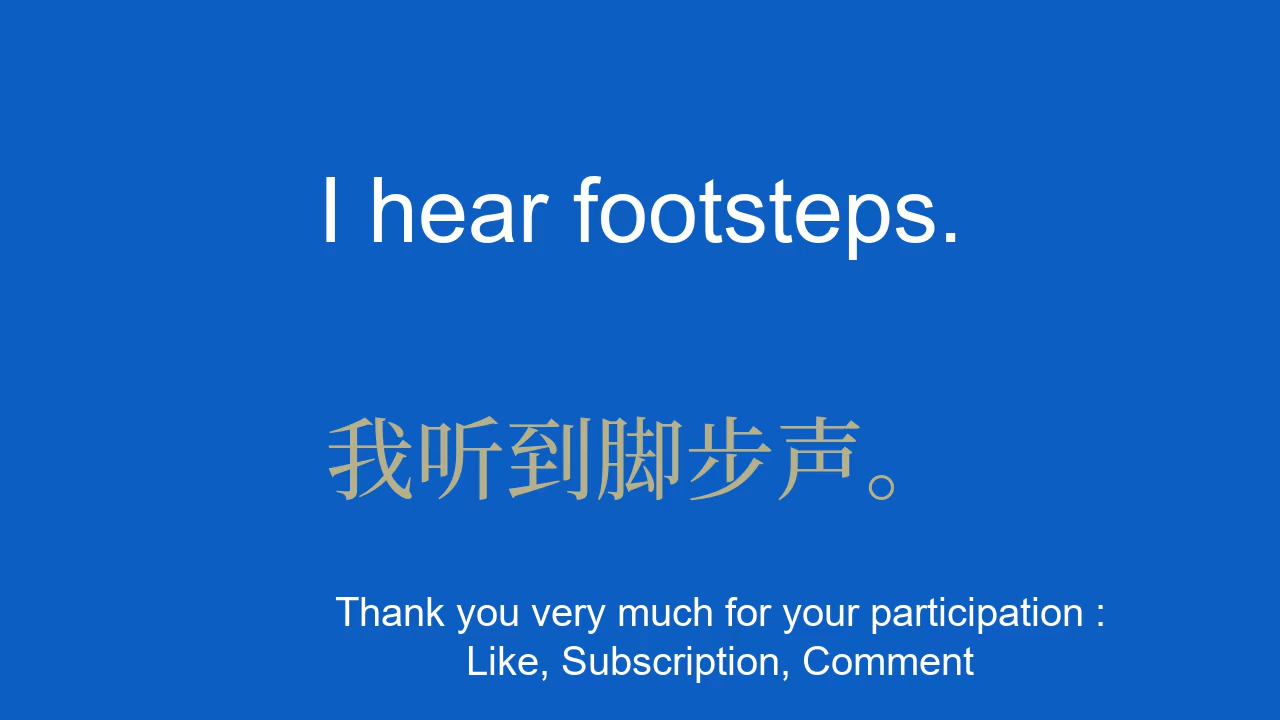 I hear footsteps.
我听到脚步声。
Thank you very much for your participation :
Like, Subscription, Comment